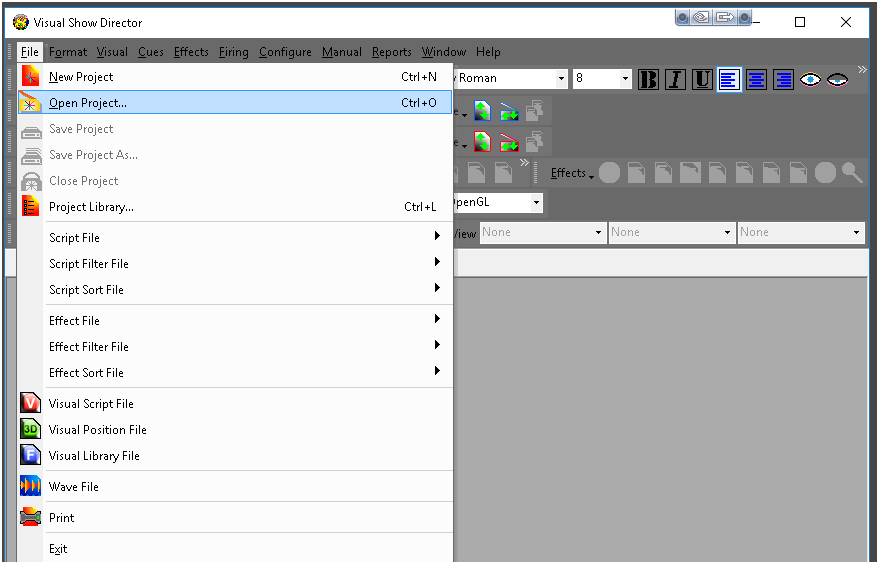 Visual Show Director
File Format Visual Cues Effects Firing Configure Manual Reports Window Help
New Project Ctrl+N
Roman 8 B I U
Open Project... Ctrl+O
Save Project
Save Project As...
Effects
Close Project
Project Library... Ctrl+L
OpenGL
Script File
View None None None
Script Filter File
Script Sort File
Effect File
Effect Filter File
Effect Sort File
V Visual Script File
3D Visual Position File
F Visual Library File
Wave File
Print
Exit